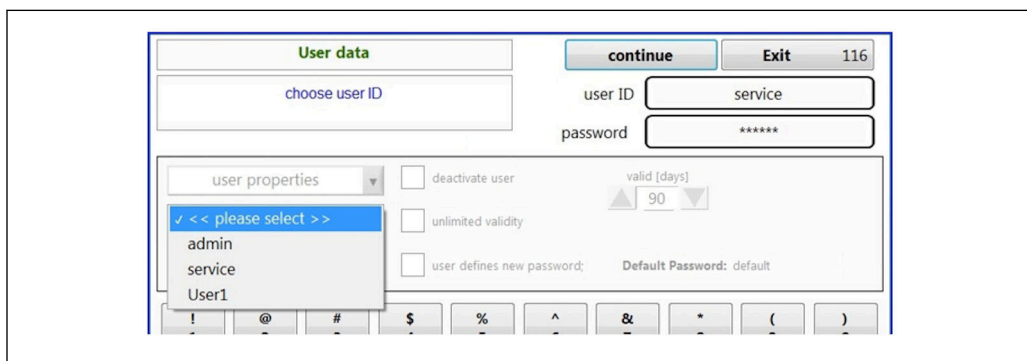 User data
continue
Exit 116
choose user ID
user ID service
password ******
user properties
deactivate user
valid [days]
90
✓ << please select >>
unlimited validity
admin
service
user defines new password;
Default Password: default
User1
! @ # $ % ^ & * ( )